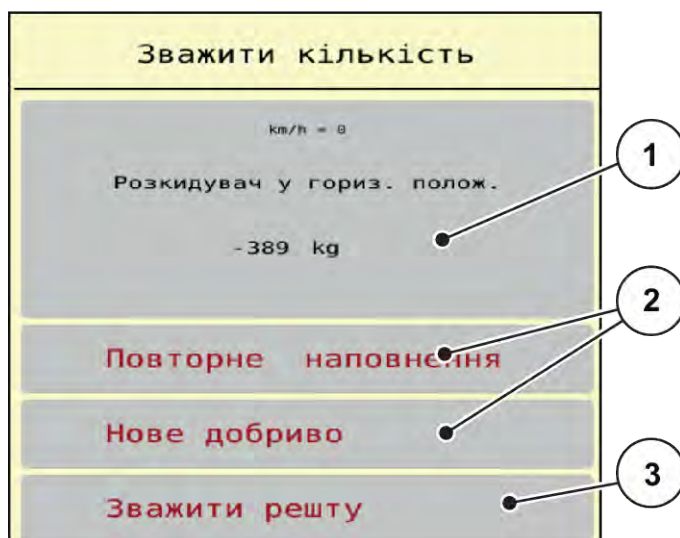 Зважити кількість
km/h = 0
Розкидувач у гориз. полож.
1
-389 kg
2
Повторне наповнення
Нове добриво
3
Зважити решту